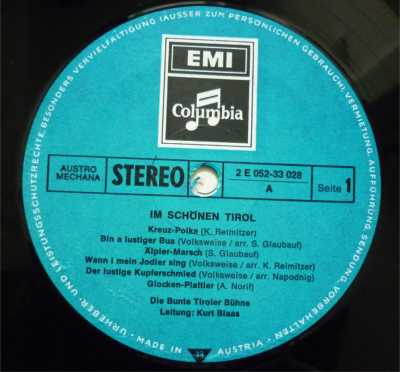 BESONDERS VERVIELFÄLTIGUNG (AUSSER ZUM PERSÖNLICHEN GEBRAUCH), VERMIETUNG, AUFFÜHRUNG, SENDUNG, VORBEHALTEN.
URHEBER- UND LEISTUNGSSCHUTZRECHTE,
EMI
Columbia
AUSTRO
MECHANA
STEREO
2 E 052-33 028
A
Seite 1
IM SCHÖNEN TIROL
Kreuz-Polka (K. Reimitzer)
Bin a lustiger Bua (Volksweise / arr. S. Glaubauf)
Alpler-Marsch (S. Glaubauf)
Wann i mein Jodler sing (Volksweise / arr. K. Reimitzer)
Der lustige Kupferschmied (Volksweise / arr. Napodnig)
Glocken-Plattler (A. Norif)
Die Bunte Tiroler Bühne
Leitung: Kurt Blaas
MADE IN AUSTRIA